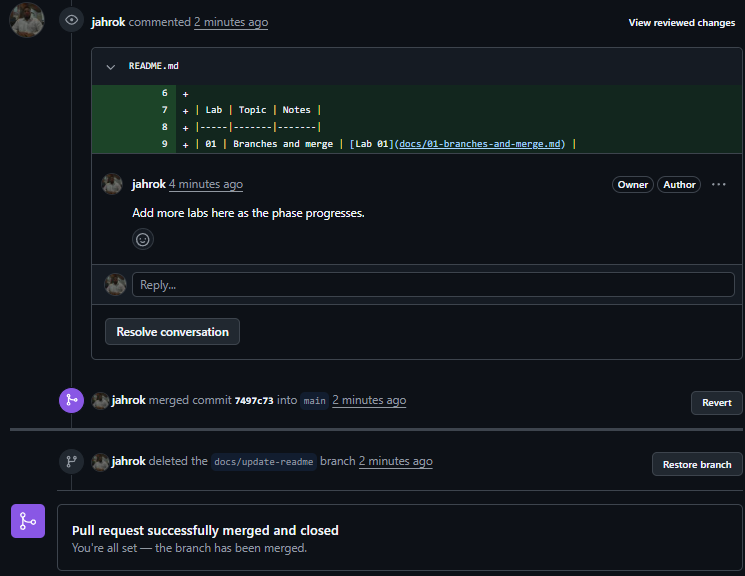 jahrok commented 2 minutes ago
View reviewed changes
README.md
6 +
7 + | Lab | Topic | Notes |
8 + |-----|-------|-------|
9 + | 01 | Branches and merge | [Lab 01](docs/01-branches-and-merge.md) |
jahrok 4 minutes ago
Owner Author ...
Add more labs here as the phase progresses.
Reply...
Resolve conversation
jahrok merged commit 7497c73 into main 2 minutes ago
Revert
jahrok deleted the docs/update-readme branch 2 minutes ago
Restore branch
Pull request successfully merged and closed
You're all set — the branch has been merged.